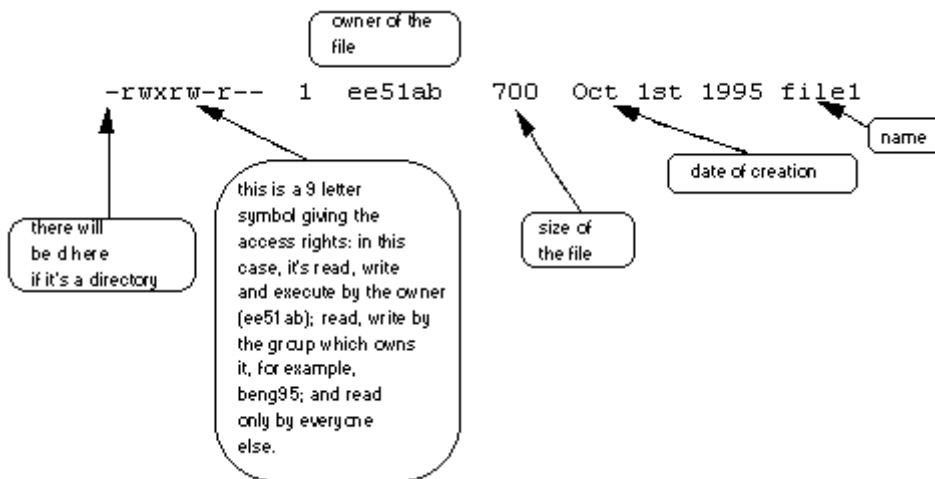 owner of the
file
-rwxrw-r-- 1 ee51ab 700 Oct 1st 1995 file1
name
date of creation
this is a 9 letter
symbol giving the
access rights: in this
case, it's read, write
and execute by the owner
(ee51ab); read, write by
the group which owns
it, for example,
beng95; and read
only by everyone
else.
there will
be d here
if it's a directory
size of
the file